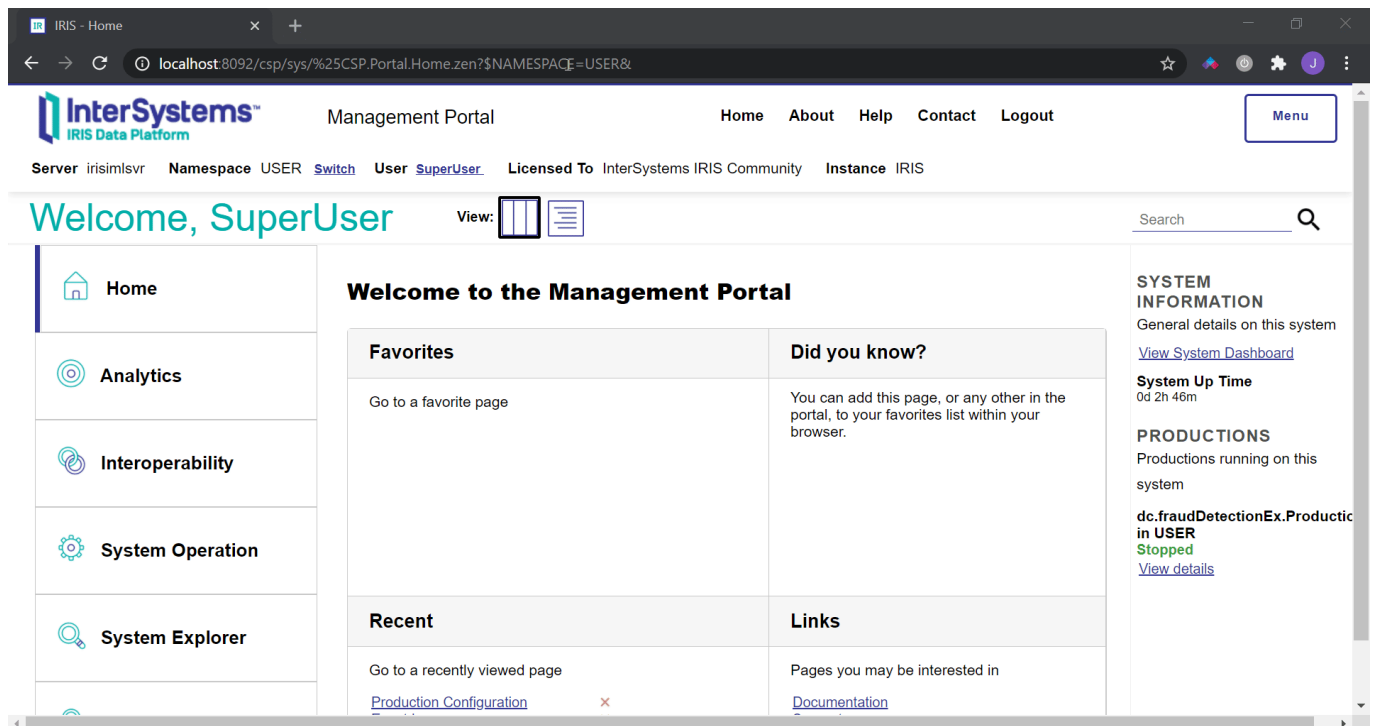 IR IRIS - Home
localhost:8092/csp/sys/%25CSP.Portal.Home.zen?$NAMESPACE=USER&
J
InterSystems™
IRIS Data Platform
Management Portal
Home About Help Contact Logout
Menu
Server irisimlsvr Namespace USER Switch User SuperUser Licensed To InterSystems IRIS Community Instance IRIS
Welcome, SuperUser
View:
Search
Home
Analytics
Interoperability
System Operation
System Explorer
Welcome to the Management Portal
Favorites
Go to a favorite page
Did you know?
You can add this page, or any other in the
portal, to your favorites list within your
browser.
Recent
Go to a recently viewed page
Production Configuration
Links
Pages you may be interested in
Documentation
SYSTEM
INFORMATION
General details on this system
View System Dashboard
System Up Time
0d 2h 46m
PRODUCTIONS
Productions running on this
system
dc.fraudDetectionEx.Productio
in USER
Stopped
View details